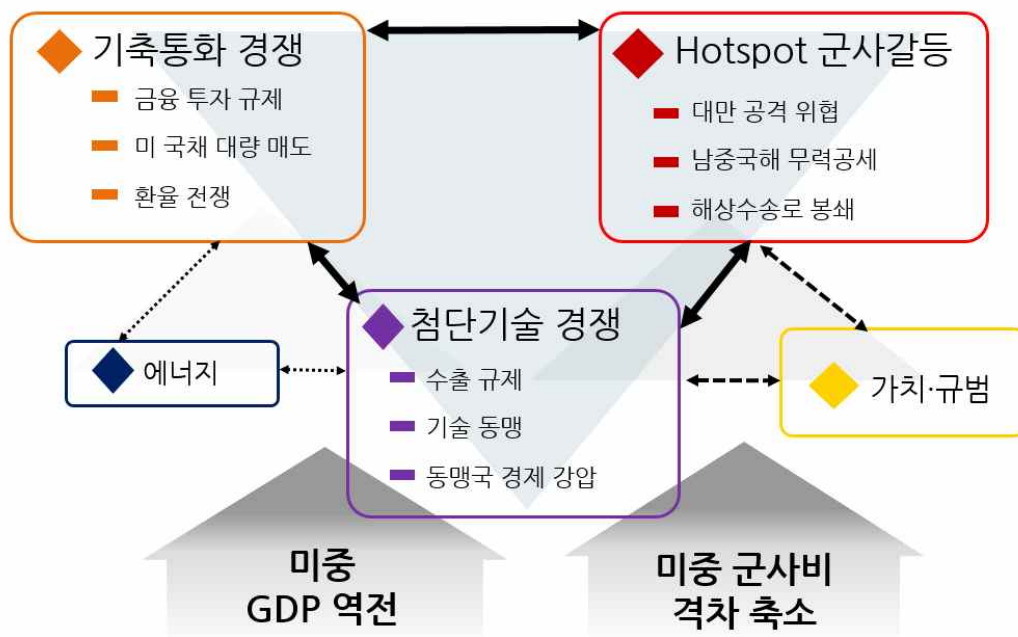 기축통화 경쟁
금융 투자 규제
미 국채 대량 매도
환율 전쟁
Hotspot 군사갈등
대만 공격 위협
남중국해 무력공세
해상수송로 봉쇄
첨단기술 경쟁
수출 규제
기술 동맹
동맹국 경제 강압
에너지
가치·규범
미중
GDP 역전
미중 군사비
격차 축소